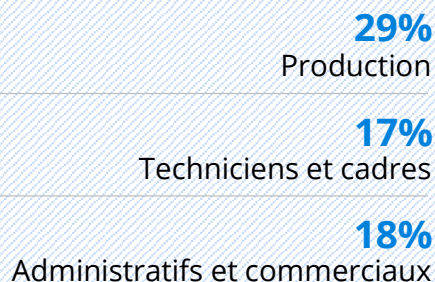 29%
Production
17%
Techniciens et cadres
18%
Administratifs et commerciaux